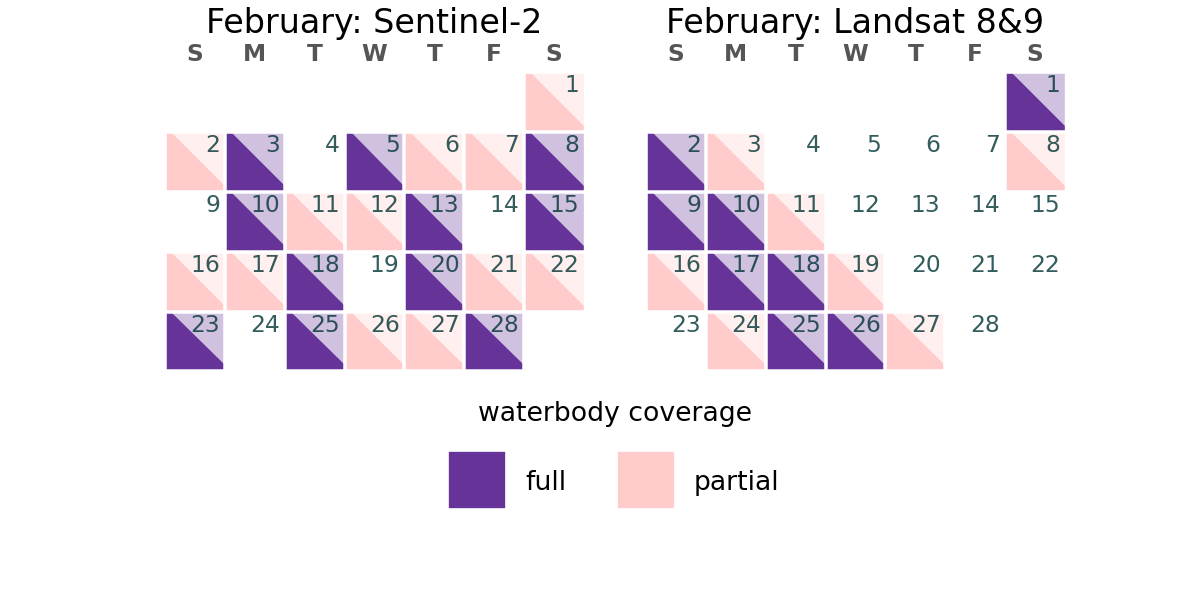 February: Sentinel-2
S M T W T F S
1
2 3 4 5 6 7 8
9 10 11 12 13 14 15
16 17 18 19 20 21 22
23 24 25 26 27 28
February: Landsat 8&9
S M T W T F S
1
2 3 4 5 6 7 8
9 10 11 12 13 14 15
16 17 18 19 20 21 22
23 24 25 26 27 28
waterbody coverage
full partial